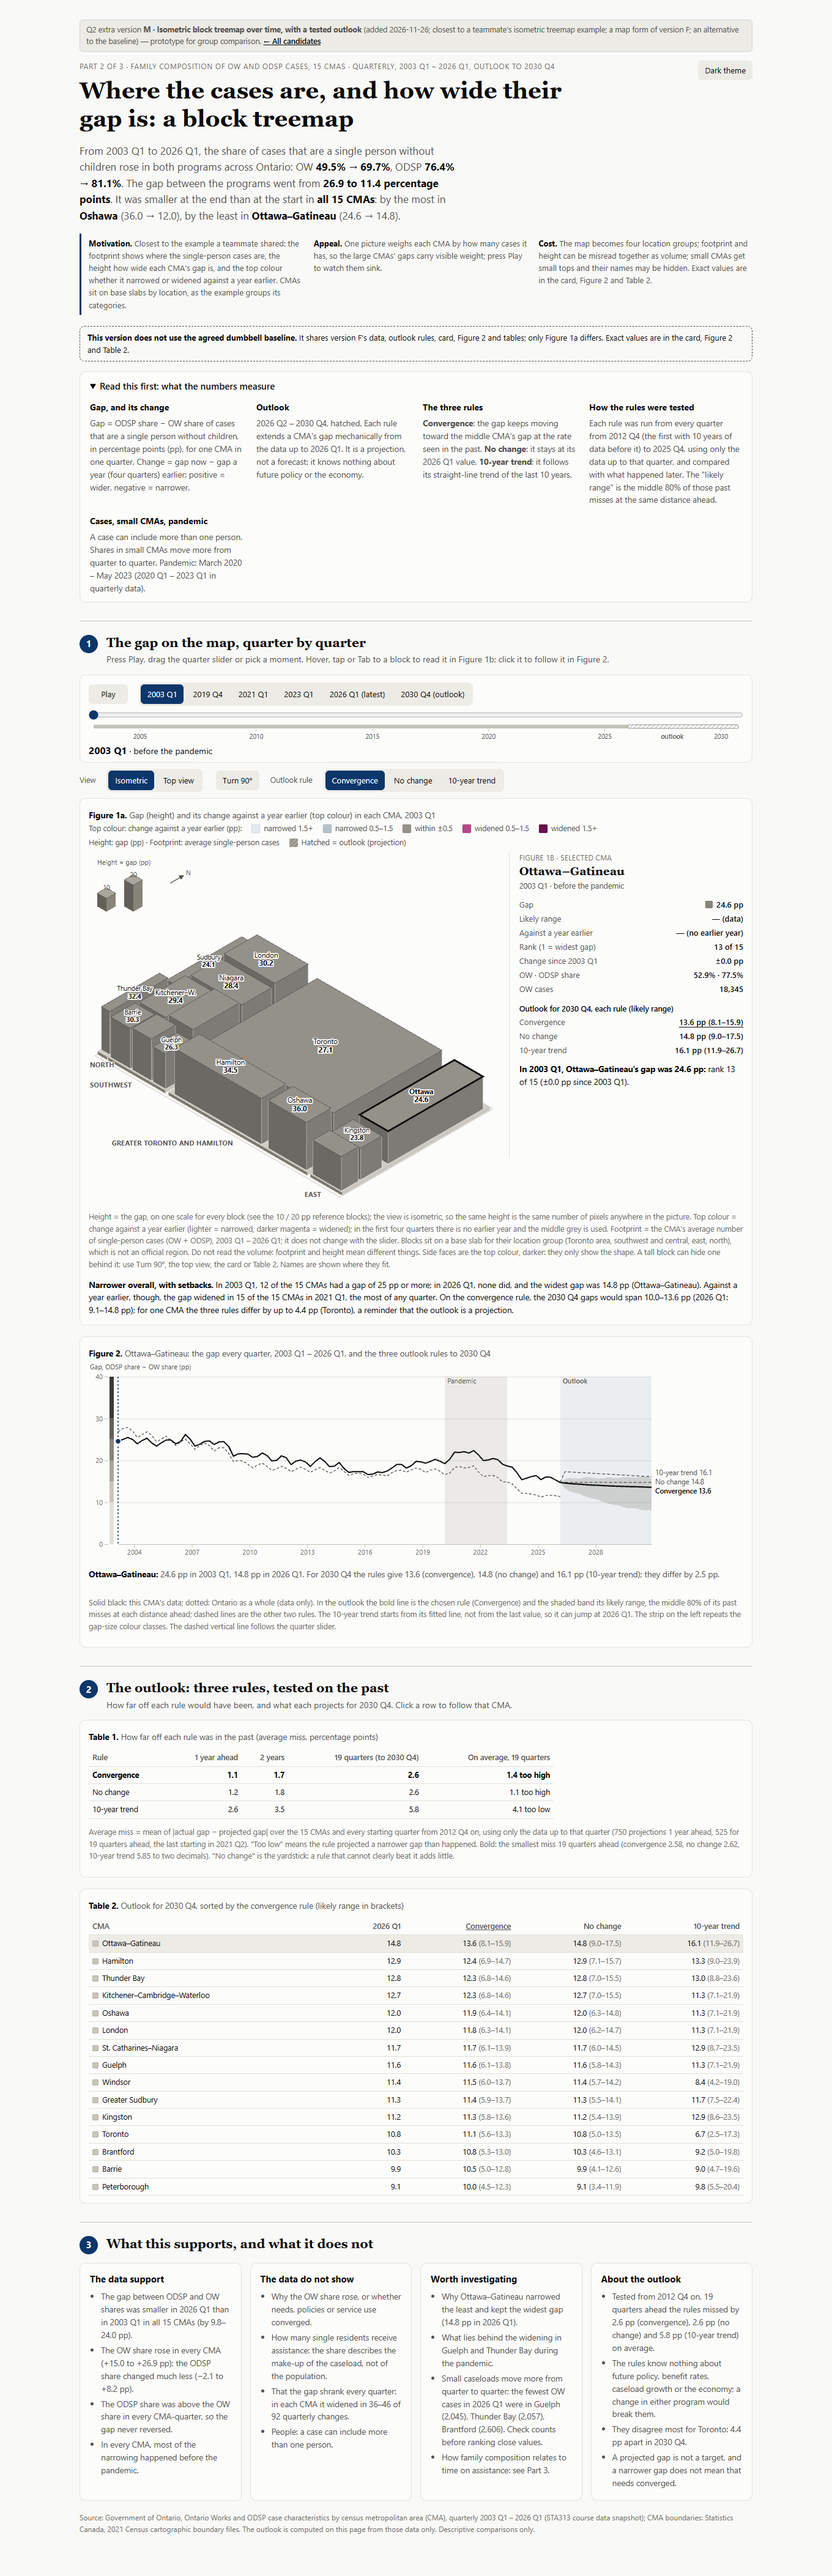 Q2 extra version M · Isometric block treemap over time, with a tested outlook (added 2026-11-26; closest to a teammate's isometric treemap example; a map form of version F; an alternative
to the baseline) — prototype for group comparison. ← All candidates
PART 2 OF 3 · FAMILY COMPOSITION OF OW AND ODSP CASES, 15 CMAS · QUARTERLY, 2003 Q1 – 2026 Q1, OUTLOOK TO 2030 Q4
Dark theme
Where the cases are, and how wide their
gap is: a block treemap
From 2003 Q1 to 2026 Q1, the share of cases that are a single person without
children rose in both programs across Ontario: OW 49.5% → 69.7%, ODSP 76.4%
→ 81.1%. The gap between the programs went from 26.9 to 11.4 percentage
points. It was smaller at the end than at the start in all 15 CMAs: by the most in
Oshawa (36.0 → 12.0), by the least in Ottawa–Gatineau (24.6 → 14.8).
Motivation. Closest to the example a teammate shared: the
footprint shows where the single-person cases are, the
height how wide each CMA's gap is, and the top colour
whether it narrowed or widened against a year earlier. CMAs
sit on base slabs by location, as the example groups its
categories.
Appeal. One picture weighs each CMA by how many cases it
has, so the large CMAs' gaps carry visible weight; press Play
to watch them sink.
Cost. The map becomes four location groups; footprint and
height can be misread together as volume; small CMAs get
small tops and their names may be hidden. Exact values are
in the card, Figure 2 and Table 2.
This version does not use the agreed dumbbell baseline. It shares version F's data, outlook rules, card, Figure 2 and tables; only Figure 1a differs. Exact values are in the card, Figure 2
and Table 2.
▼ Read this first: what the numbers measure
Gap, and its change
Gap = ODSP share − OW share of cases
that are a single person without children,
in percentage points (pp), for one CMA in
one quarter. Change = gap now − gap a
year (four quarters) earlier: positive =
wider, negative = narrower.
Outlook
2026 Q2 – 2030 Q4, hatched. Each rule
extends a CMA's gap mechanically from
the data up to 2026 Q1. It is a projection,
not a forecast: it knows nothing about
future policy or the economy.
The three rules
Convergence: the gap keeps moving
toward the middle CMA's gap at the rate
seen in the past. No change: it stays at its
2026 Q1 value. 10-year trend: it follows
its straight-line trend of the last 10 years.
How the rules were tested
Each rule was run from every quarter
from 2012 Q4 (the first with 10 years of
data before it) to 2025 Q4, using only the
data up to that quarter, and compared
with what happened later. The "likely
range" is the middle 80% of those past
misses at the same distance ahead.
Cases, small CMAs, pandemic
A case can include more than one person.
Shares in small CMAs move more from
quarter to quarter. Pandemic: March 2020
– May 2023 (2020 Q1 – 2023 Q1 in
quarterly data).
1 The gap on the map, quarter by quarter
Press Play, drag the quarter slider or pick a moment. Hover, tap or Tab to a block to read it in Figure 1b; click it to follow it in Figure 2.
Play 2003 Q1 2019 Q4 2021 Q1 2023 Q1 2026 Q1 (latest) 2030 Q4 (outlook)
2005 2010 2015 2020 2025 outlook 2030
2003 Q1 · before the pandemic
View Isometric Top view Turn 90° Outlook rule Convergence No change 10-year trend
Figure 1a. Gap (height) and its change against a year earlier (top colour) in each CMA, 2003 Q1
Top colour: change against a year earlier (pp): narrowed 1.5+ narrowed 0.5–1.5 within ±0.5 widened 0.5–1.5 widened 1.5+
Height: gap (pp) · Footprint: average single-person cases Hatched = outlook (projection)
Height = gap (pp)
10
20
N
Sudbury
24.1
London
30.2
Niagara
28.4
Thunder Bay
32.4
Kitchener–W.
29.4
Barrie
30.3
Guelph
26.3
Toronto
27.1
Hamilton
34.5
Oshawa
36.0
Ottawa
24.6
Kingston
23.8
NORTH
SOUTHWEST
GREATER TORONTO AND HAMILTON
EAST
FIGURE 1B · SELECTED CMA
Ottawa–Gatineau
2003 Q1 · before the pandemic
Gap 24.6 pp
Likely range — (data)
Against a year earlier — (no earlier year)
Rank (1 = widest gap) 13 of 15
Change since 2003 Q1 ±0.0 pp
OW · ODSP share 52.9% · 77.5%
OW cases 18,345
Outlook for 2030 Q4, each rule (likely range)
Convergence 13.6 pp (8.1–15.9)
No change 14.8 pp (9.0–17.5)
10-year trend 16.1 pp (11.9–26.7)
In 2003 Q1, Ottawa–Gatineau's gap was 24.6 pp: rank 13
of 15 (±0.0 pp since 2003 Q1).
Height = the gap, on one scale for every block (see the 10 / 20 pp reference blocks); the view is isometric, so the same height is the same number of pixels anywhere in the picture. Top colour =
change against a year earlier (lighter = narrowed, darker magenta = widened); in the first four quarters there is no earlier year and the middle grey is used. Footprint = the CMA's average number
of single-person cases (OW + ODSP), 2003 Q1 – 2026 Q1; it does not change with the slider. Blocks sit on a base slab for their location group (Toronto area, southwest and central, east, north),
which is not an official region. Do not read the volume: footprint and height mean different things. Side faces are the top colour, darker: they only show the shape. A tall block can hide one
behind it: use Turn 90°, the top view, the card or Table 2. Names are shown where they fit.
Narrower overall, with setbacks. In 2003 Q1, 12 of the 15 CMAs had a gap of 25 pp or more; in 2026 Q1, none did, and the widest gap was 14.8 pp (Ottawa–Gatineau). Against a
year earlier, though, the gap widened in 15 of the 15 CMAs in 2021 Q1, the most of any quarter. On the convergence rule, the 2030 Q4 gaps would span 10.0–13.6 pp (2026 Q1:
9.1–14.8 pp); for one CMA the three rules differ by up to 4.4 pp (Toronto), a reminder that the outlook is a projection.
Figure 2. Ottawa–Gatineau: the gap every quarter, 2003 Q1 – 2026 Q1, and the three outlook rules to 2030 Q4
Gap, ODSP share − OW share (pp)
40
30
20
10
0
Pandemic
Outlook
10-year trend 16.1
No change 14.8
Convergence 13.6
2004 2007 2010 2013 2016 2019 2022 2025 2028
Ottawa–Gatineau: 24.6 pp in 2003 Q1, 14.8 pp in 2026 Q1. For 2030 Q4 the rules give 13.6 (convergence), 14.8 (no change) and 16.1 pp (10-year trend); they differ by 2.5 pp.
Solid black: this CMA's data; dotted: Ontario as a whole (data only). In the outlook the bold line is the chosen rule (Convergence) and the shaded band its likely range, the middle 80% of its past
misses at each distance ahead; dashed lines are the other two rules. The 10-year trend starts from its fitted line, not from the last value, so it can jump at 2026 Q1. The strip on the left repeats the
gap-size colour classes. The dashed vertical line follows the quarter slider.
2 The outlook: three rules, tested on the past
How far off each rule would have been, and what each projects for 2030 Q4. Click a row to follow that CMA.
Table 1. How far off each rule was in the past (average miss, percentage points)
Rule 1 year ahead 2 years 19 quarters (to 2030 Q4) On average, 19 quarters
Convergence 1.1 1.7 2.6 1.4 too high
No change 1.2 1.8 2.6 1.1 too high
10-year trend 2.6 3.5 5.8 4.1 too low
Average miss = mean of |actual gap − projected gap| over the 15 CMAs and every starting quarter from 2012 Q4 on, using only the data up to that quarter (750 projections 1 year ahead, 525 for
19 quarters ahead, the last starting in 2021 Q2). "Too low" means the rule projected a narrower gap than happened. Bold: the smallest miss 19 quarters ahead (convergence 2.58, no change 2.62,
10-year trend 5.85 to two decimals). "No change" is the yardstick: a rule that cannot clearly beat it adds little.
Table 2. Outlook for 2030 Q4, sorted by the convergence rule (likely range in brackets)
CMA 2026 Q1 Convergence No change 10-year trend
Ottawa–Gatineau 14.8 13.6 (8.1–15.9) 14.8 (9.0–17.5) 16.1 (11.9–26.7)
Hamilton 12.9 12.4 (6.9–14.7) 12.9 (7.1–15.7) 13.3 (9.0–23.9)
Thunder Bay 12.8 12.3 (6.8–14.6) 12.8 (7.0–15.5) 13.0 (8.8–23.6)
Kitchener–Cambridge–Waterloo 12.7 12.3 (6.8–14.6) 12.7 (7.0–15.5) 11.3 (7.1–21.9)
Oshawa 12.0 11.9 (6.4–14.1) 12.0 (6.3–14.8) 11.3 (7.1–21.9)
London 12.0 11.8 (6.3–14.1) 12.0 (6.2–14.7) 11.3 (7.1–21.9)
St. Catharines–Niagara 11.7 11.7 (6.1–13.9) 11.7 (6.0–14.5) 12.9 (8.7–23.5)
Guelph 11.6 11.6 (6.1–13.8) 11.6 (5.8–14.3) 11.3 (7.1–21.9)
Windsor 11.4 11.5 (6.0–13.7) 11.4 (5.7–14.2) 8.4 (4.2–19.0)
Greater Sudbury 11.3 11.4 (5.9–13.7) 11.3 (5.5–14.1) 11.7 (7.5–22.4)
Kingston 11.2 11.3 (5.8–13.6) 11.2 (5.4–13.9) 12.9 (8.6–23.5)
Toronto 10.8 11.1 (5.6–13.3) 10.8 (5.0–13.5) 6.7 (2.5–17.3)
Brantford 10.3 10.8 (5.3–13.0) 10.3 (4.6–13.1) 9.2 (5.0–19.8)
Barrie 9.9 10.5 (5.0–12.8) 9.9 (4.1–12.6) 9.0 (4.7–19.6)
Peterborough 9.1 10.0 (4.5–12.3) 9.1 (3.4–11.9) 9.8 (5.5–20.4)
3 What this supports, and what it does not
The data support
• The gap between ODSP and OW
shares was smaller in 2026 Q1 than
in 2003 Q1 in all 15 CMAs (by 9.8–
24.0 pp).
• The OW share rose in every CMA
(+15.0 to +26.9 pp); the ODSP
share changed much less (−2.1 to
+8.2 pp).
• The ODSP share was above the OW
share in every CMA-quarter, so the
gap never reversed.
• In every CMA, most of the
narrowing happened before the
pandemic.
The data do not show
• Why the OW share rose, or whether
needs, policies or service use
converged.
• How many single residents receive
assistance: the share describes the
make-up of the caseload, not of
the population.
• That the gap shrank every quarter:
in each CMA it widened in 36–46 of
92 quarterly changes.
• People: a case can include more
than one person.
Worth investigating
• Why Ottawa–Gatineau narrowed
the least and kept the widest gap
(14.8 pp in 2026 Q1).
• What lies behind the widening in
Guelph and Thunder Bay during
the pandemic.
• Small caseloads move more from
quarter to quarter: the fewest OW
cases in 2026 Q1 were in Guelph
(2,045), Thunder Bay (2,057),
Brantford (2,606). Check counts
before ranking close values.
• How family composition relates to
time on assistance: see Part 3.
About the outlook
• Tested from 2012 Q4 on, 19
quarters ahead the rules missed by
2.6 pp (convergence), 2.6 pp (no
change) and 5.8 pp (10-year trend)
on average.
• The rules know nothing about
future policy, benefit rates,
caseload growth or the economy; a
change in either program would
break them.
• They disagree most for Toronto: 4.4
pp apart in 2030 Q4.
• A projected gap is not a target, and
a narrower gap does not mean that
needs converged.
Source: Government of Ontario, Ontario Works and ODSP case characteristics by census metropolitan area (CMA), quarterly 2003 Q1 – 2026 Q1 (STA313 course data snapshot); CMA boundaries: Statistics
Canada, 2021 Census cartographic boundary files. The outlook is computed on this page from those data only. Descriptive comparisons only.